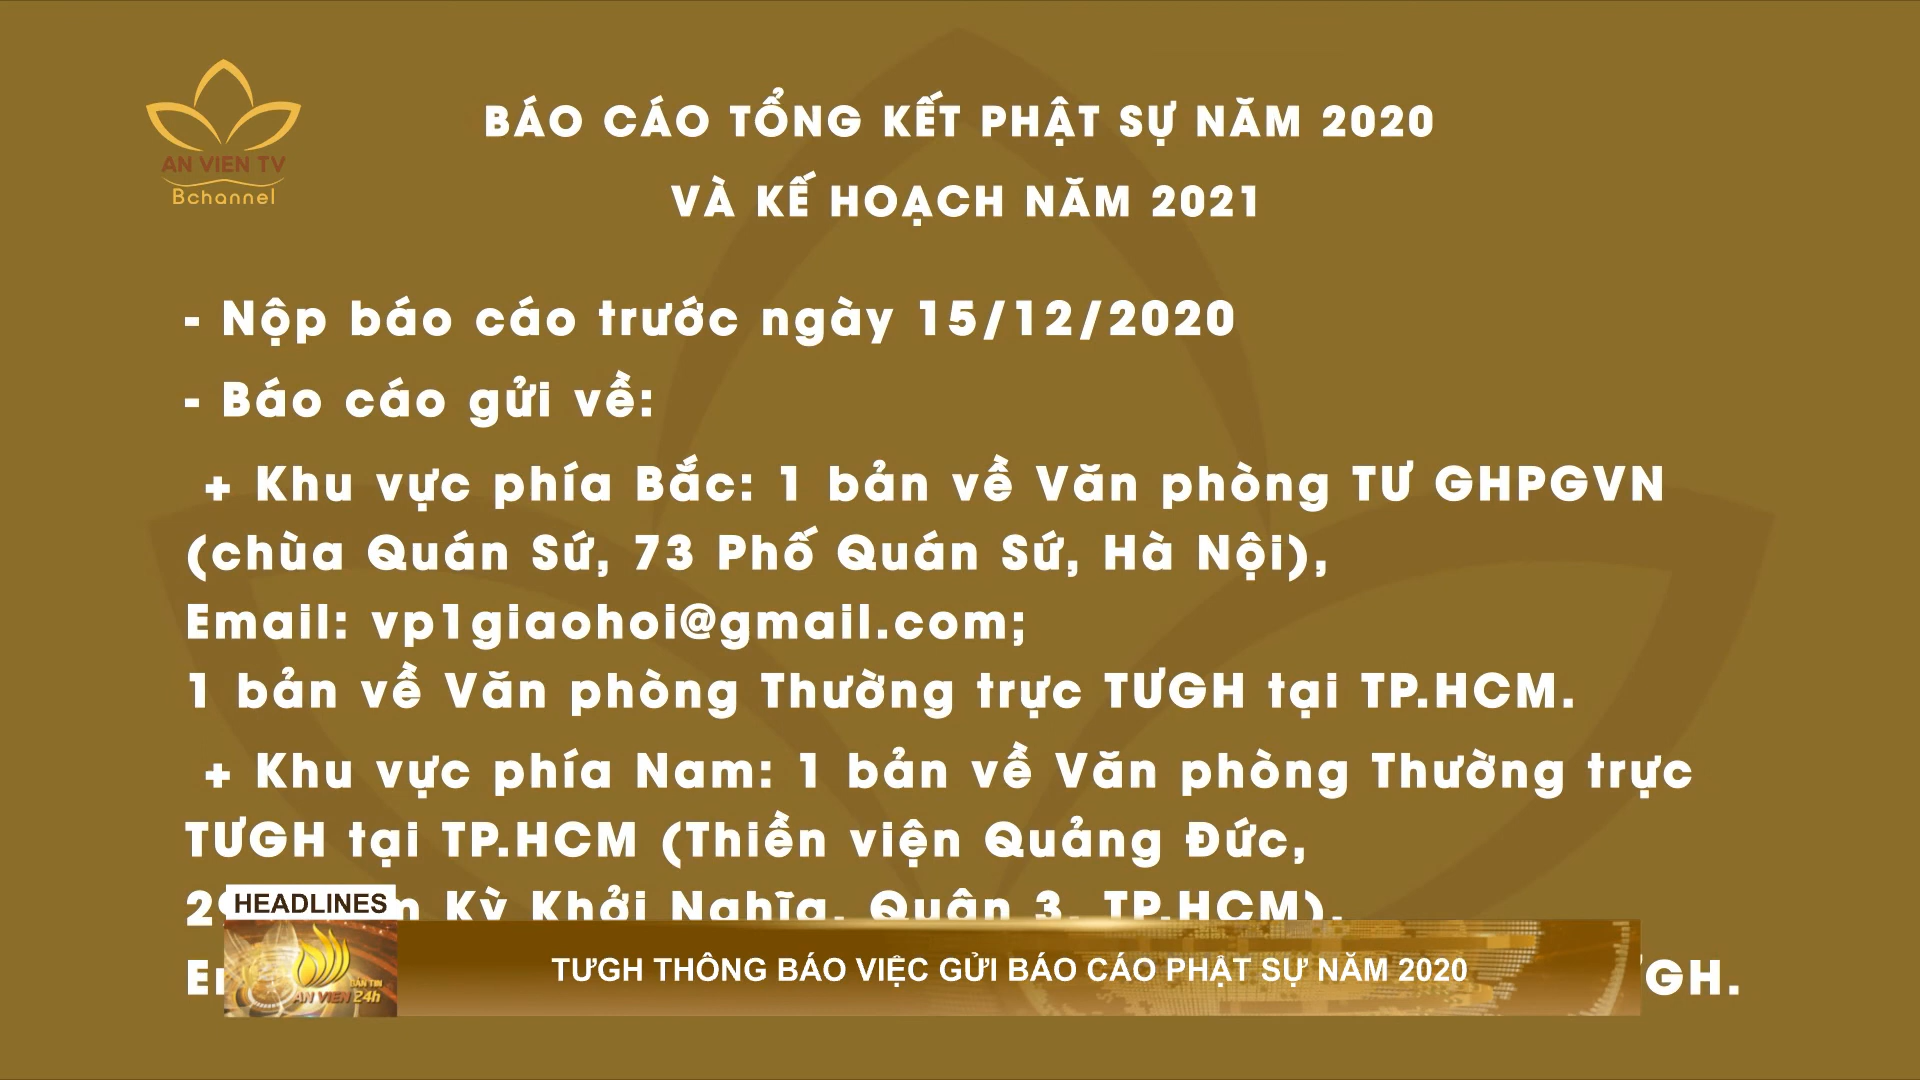 AN VIEN TV
Bchannel
BÁO CÁO TỔNG KẾT PHẬT SỰ NĂM 2020
VÀ KẾ HOẠCH NĂM 2021
- Nộp báo cáo trước ngày 15/12/2020
- Báo cáo gửi về:
+ Khu vực phía Bắc: 1 bản về Văn phòng TƯ GHPGVN
(chùa Quán Sứ, 73 Phố Quán Sứ, Hà Nội),
Email: vp1giaohoi@gmail.com;
1 bản về Văn phòng Thường trực TƯGH tại TP.HCM.
+ Khu vực phía Nam: 1 bản về Văn phòng Thường trực
TƯGH tại TP.HCM (Thiền viện Quảng Đức,
Kỳ Khởi Nghĩa, Quận 3, TP.HCM),
HEADLINES
BẢN TIN
AN VIEN 24h
TƯGH THÔNG BÁO VIỆC GỬI BÁO CÁO PHẬT SỰ NĂM 2020